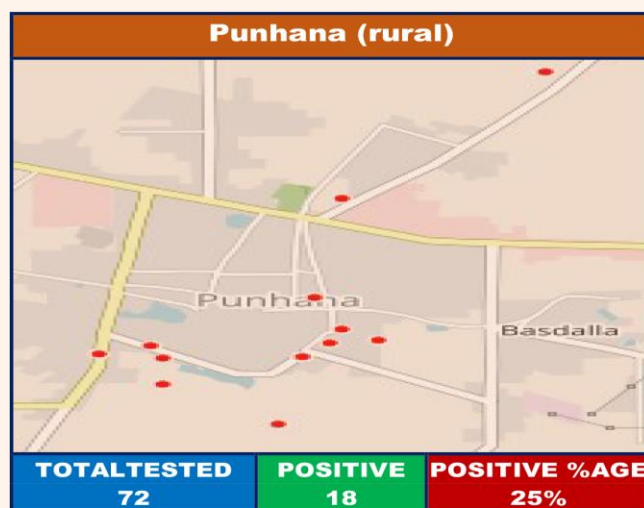 Punhana (rural)
Punhana
Basdalla
TOTALTESTED POSITIVE POSITIVE %AGE
72 18 25%